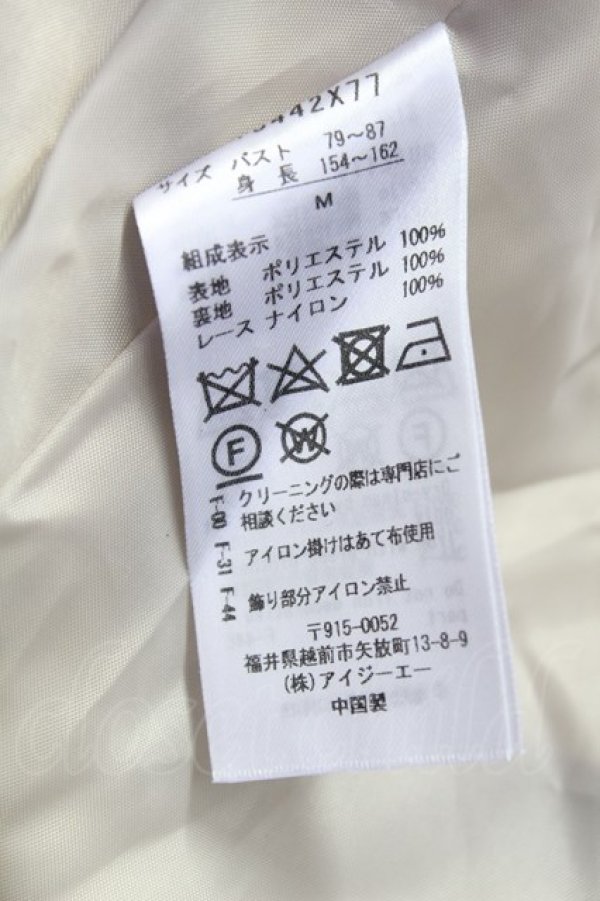 442X77
サイズ バスト 79～87
身長 154～162
M
組成表示
表地 ポリエステル 100%
裏地 ポリエステル 100%
レース ナイロン 100%
F W
F-00 クリーニングの際は専門店にご
相談ください
F-31 アイロン掛けはあて布使用
F-44 飾り部分アイロン禁止
〒915-0052
福井県越前市矢放町13-8-9
(株)アイジーエー
中国製